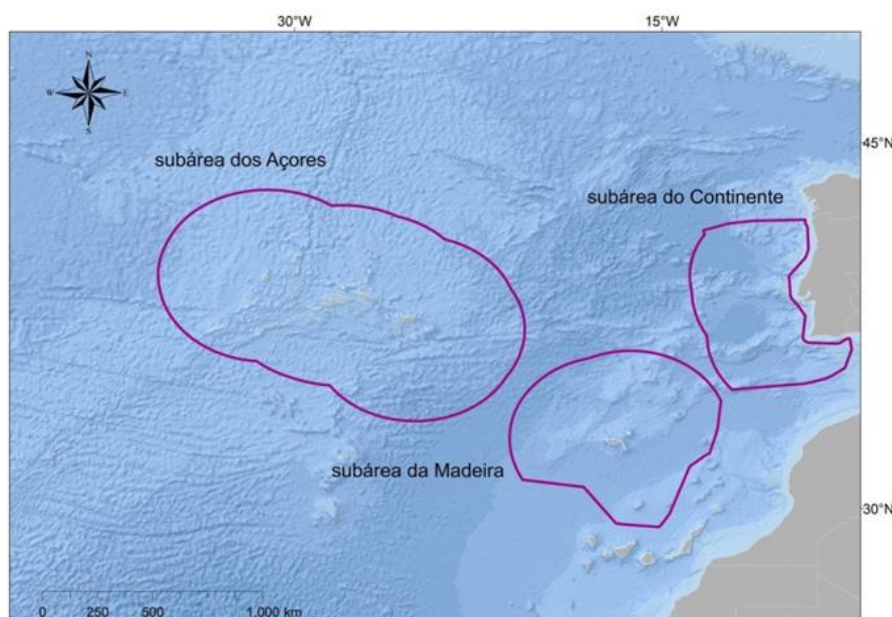 30°W 15°W
N
W E
S
45°N
subárea dos Açores
subárea do Continente
subárea da Madeira
30°N
0 250 500 1.000 km